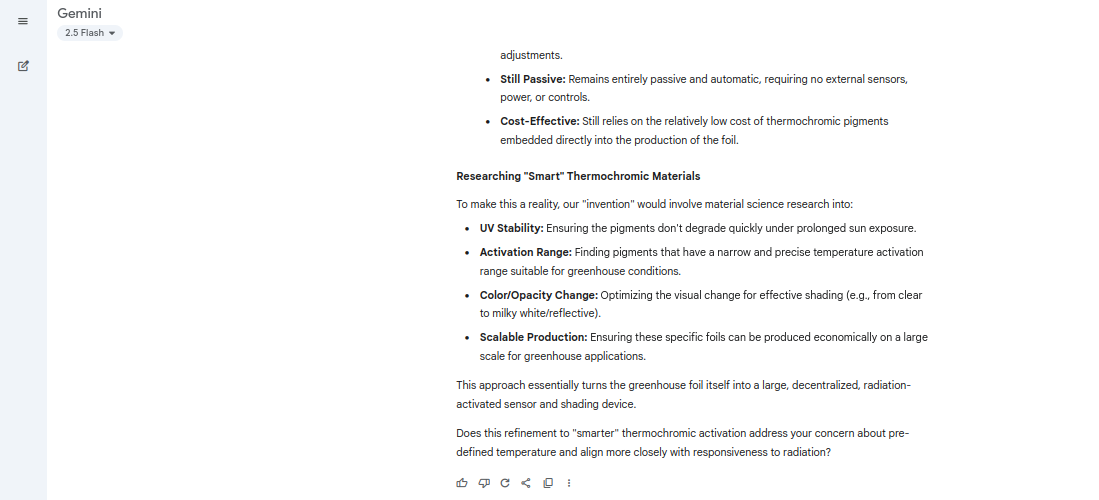 Gemini
2.5 Flash
adjustments.
• Still Passive: Remains entirely passive and automatic, requiring no external sensors,
power, or controls.
• Cost-Effective: Still relies on the relatively low cost of thermochromic pigments
embedded directly into the production of the foil.
Researching "Smart" Thermochromic Materials
To make this a reality, our "invention" would involve material science research into:
• UV Stability: Ensuring the pigments don't degrade quickly under prolonged sun exposure.
• Activation Range: Finding pigments that have a narrow and precise temperature activation
range suitable for greenhouse conditions.
• Color/Opacity Change: Optimizing the visual change for effective shading (e.g., from clear
to milky white/reflective).
• Scalable Production: Ensuring these specific foils can be produced economically on a large
scale for greenhouse applications.
This approach essentially turns the greenhouse foil itself into a large, decentralized, radiation-
activated sensor and shading device.
Does this refinement to "smarter" thermochromic activation address your concern about pre-
defined temperature and align more closely with responsiveness to radiation?